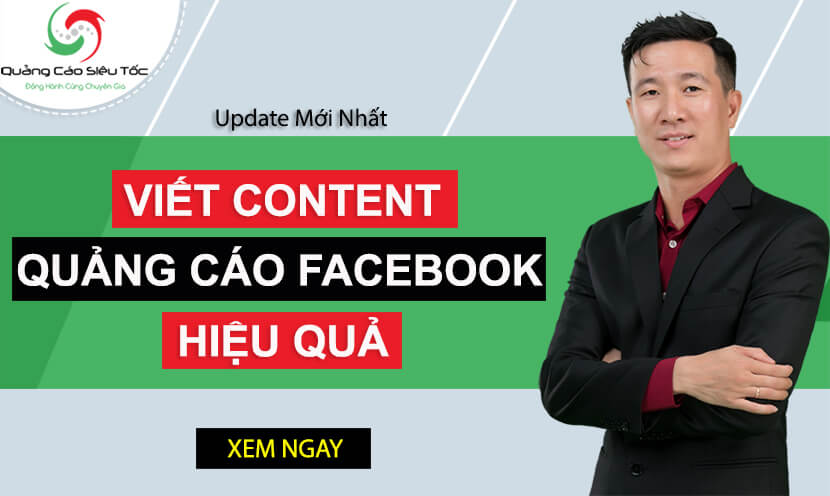 Quảng Cáo Siêu Tốc
Đồng Hành Cùng Chuyên Gia
Update Mới Nhất
VIẾT CONTENT
QUẢNG CÁO FACEBOOK
HIỆU QUẢ
XEM NGAY